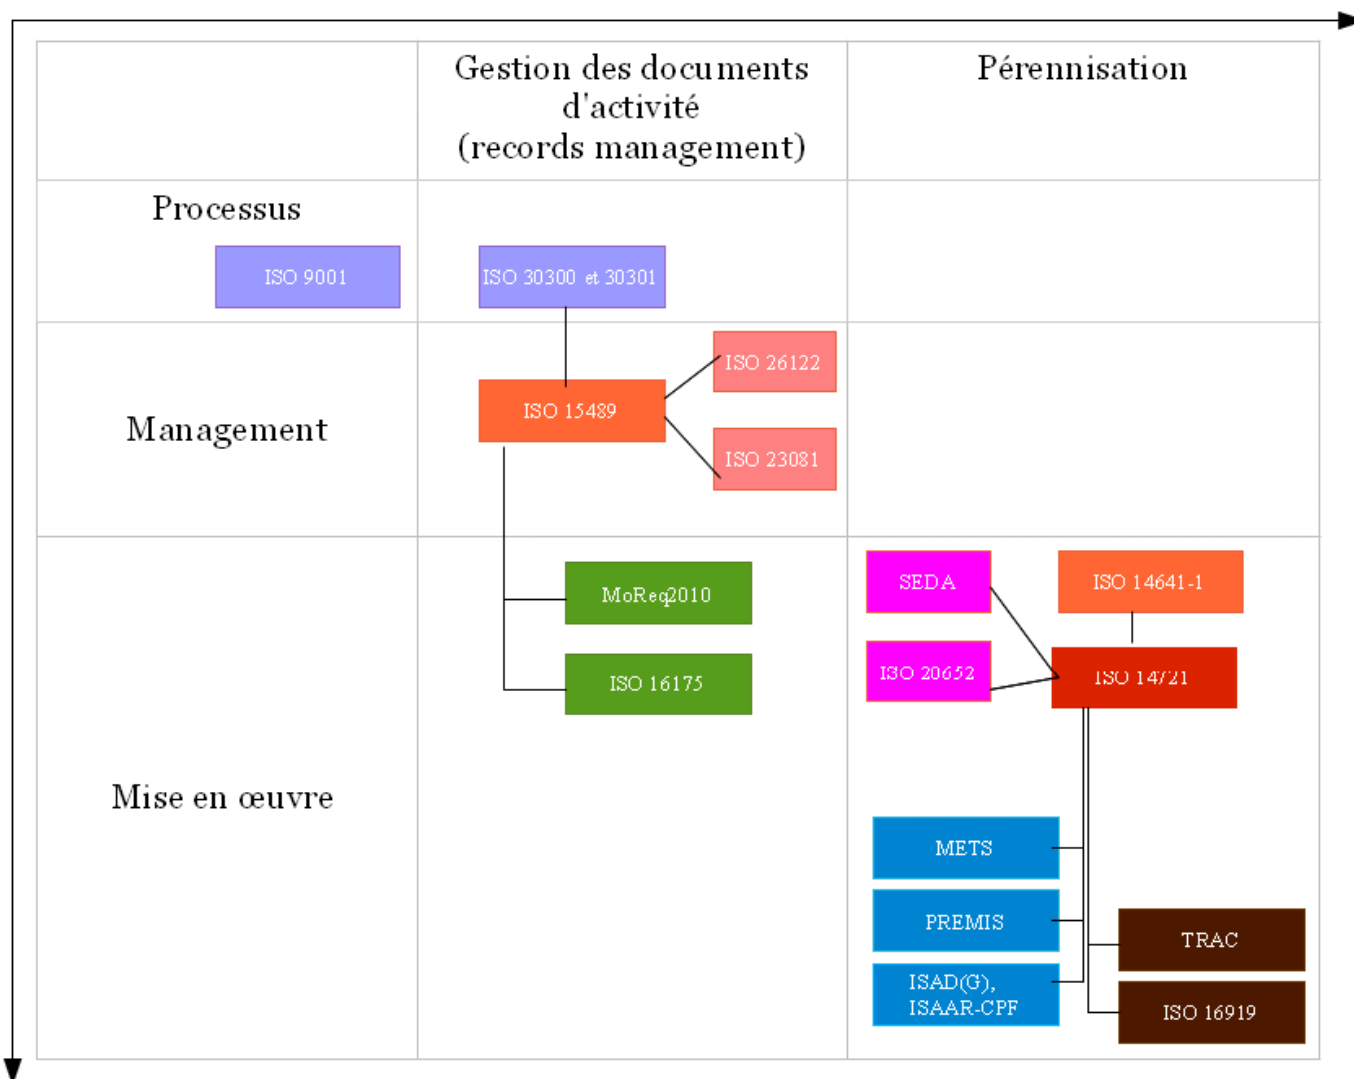 Gestion des documents
d'activité
(records management)
Pérennisation
Processus
ISO 9001
ISO 30300 et 30301
Management
ISO 26122
ISO 15489
ISO 23081
Mise en œuvre
MoReq2010
ISO 16175
SEDA
ISO 14641-1
ISO 20652
ISO 14721
METS
PREMIS
ISAD(G),
ISAAR-CPF
TRAC
ISO 16919